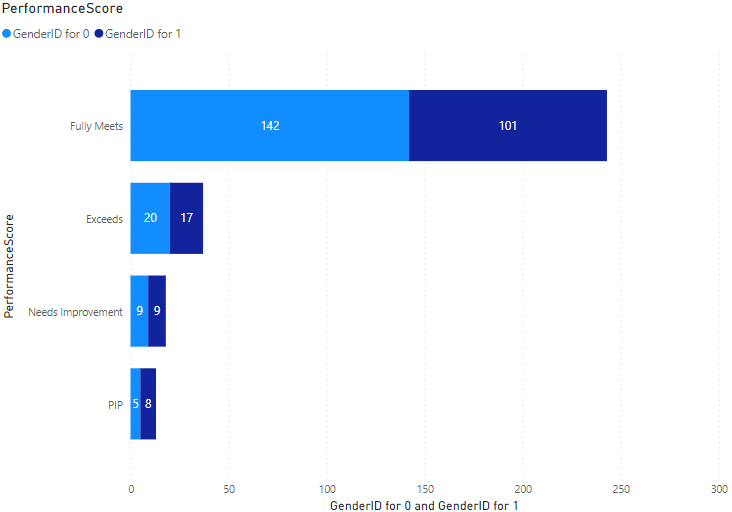 PerformanceScore
GenderID for 0 GenderID for 1
Fully Meets 142 101
Exceeds 20 17
Needs Improvement 9 9
PIP 5 8
PerformanceScore
0 50 100 150 200 250 300
GenderID for 0 and GenderID for 1